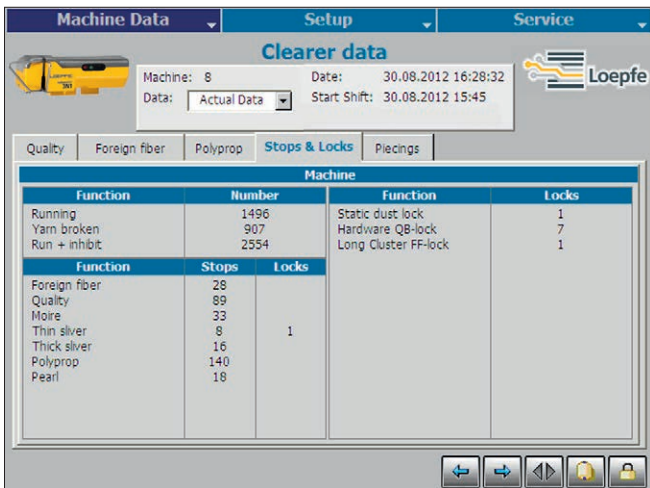 Machine Data Setup Service
Clearer data
Loepfe
Machine: 8 Date: 30.08.2012 16:28:32
Data: Actual Data Start Shift: 30.08.2012 15:45
Quality Foreign fiber Polyprop Stops & Locks Piecings
Machine
Function Number Function Locks
Running 1496 Static dust lock 1
Yarn broken 907 Hardware QB-lock 7
Run + inhibit 2554 Long Cluster FF-lock 1
Function Stops Locks
Foreign fiber 28
Quality 89
Moire 33
Thin sliver 8 1
Thick sliver 16
Polyprop 140
Pearl 18